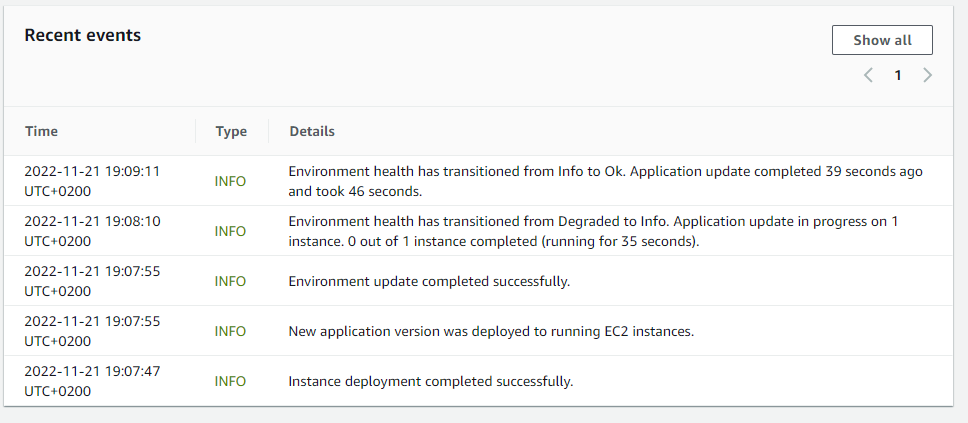 Recent events
Show all
1
Time Type Details
2022-11-21 19:09:11
UTC+0200
INFO
Environment health has transitioned from Info to Ok. Application update completed 39 seconds ago
and took 46 seconds.
2022-11-21 19:08:10
UTC+0200
INFO
Environment health has transitioned from Degraded to Info. Application update in progress on 1
instance. 0 out of 1 instance completed (running for 35 seconds).
2022-11-21 19:07:55
UTC+0200
INFO
Environment update completed successfully.
2022-11-21 19:07:55
UTC+0200
INFO
New application version was deployed to running EC2 instances.
2022-11-21 19:07:47
UTC+0200
INFO
Instance deployment completed successfully.